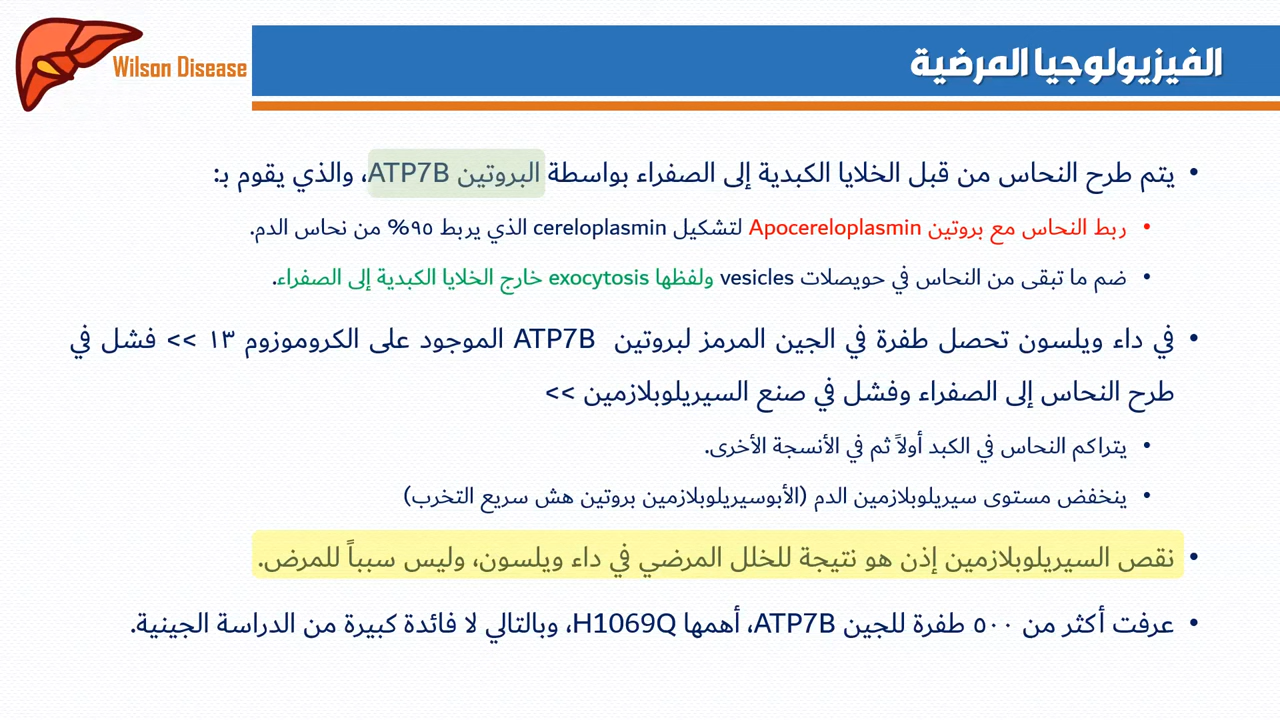 Wilson Disease
الفيزيولوجيا المرضية
• يتم طرح النحاس من قبل الخلايا الكبدية إلى الصفراء بواسطة البروتين ATP7B، والذي يقوم بـ:
• ربط النحاس مع بروتين Apocereloplasmin لتشكيل cereloplasmin الذي يربط ٩٥% من نحاس الدم.
• ضم ما تبقى من النحاس في حويصلات vesicles ولفظها exocytosis خارج الخلايا الكبدية إلى الصفراء.
• في داء ويلسون تحصل طفرة في الجين المرمز لبروتين ATP7B الموجود على الكروموزوم ١٣ >> فشل في
طرح النحاس إلى الصفراء وفشل في صنع السيريلوبلازمين >>
• يتراكم النحاس في الكبد أولاً ثم في الأنسجة الأخرى.
• ينخفض مستوى سيريلوبلازمين الدم (الأبوسيريلوبلازمين بروتين هش سريع التخرب)
• نقص السيريلوبلازمين إذن هو نتيجة للخلل المرضي في داء ويلسون، وليس سبباً للمرض.
• عرفت أكثر من ٥٠٠ طفرة للجين ATP7B، أهمها H1069Q، وبالتالي لا فائدة كبيرة من الدراسة الجينية.